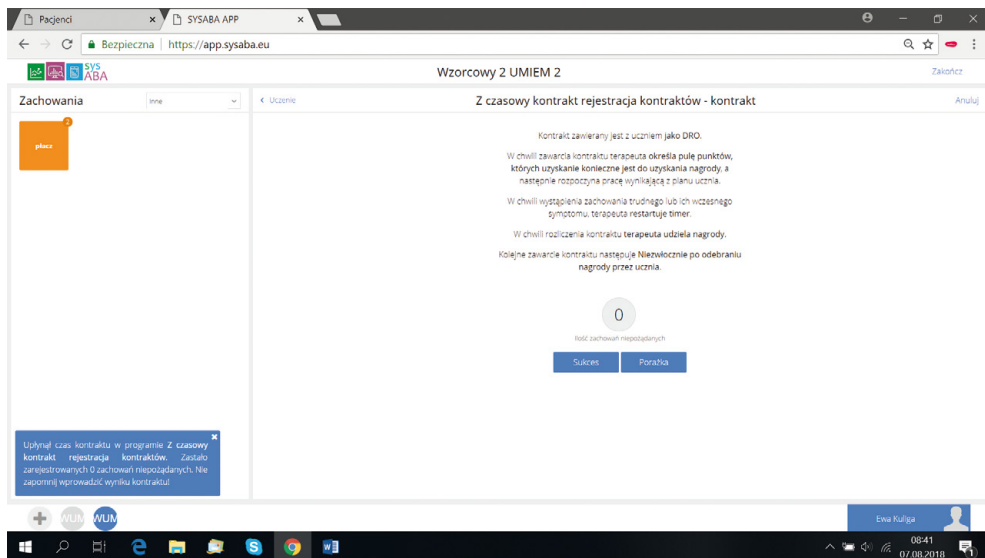 Pacjenci
SYSABA APP
Bezpieczna
https://app.sysaba.eu
SYS
ABA
Wzorcowy 2 UMIEM 2
Zakończ
Zachowania
Inne
Uczenie
Z czasowy kontrakt rejestracja kontraktów - kontrakt
Anuluj
2
płacz
Kontrakt zawierany jest z uczniem jako DRO.
W chwili zawarcia kontraktu terapeuta określa pulę punktów,
których uzyskanie konieczne jest do uzyskania nagrody, a
następnie rozpoczyna pracę wynikającą z planu ucznia.
W chwili wystąpienia zachowania trudnego lub ich wczesnego
symptomu, terapeuta restartuje timer.
W chwili rozliczenia kontraktu terapeuta udziela nagrody.
Kolejne zawarcie kontraktu następuje Niezwłocznie po odebraniu
nagrody przez ucznia.
0
Ilość zachowań niepożądanych
Sukces
Porażka
Upłynął czas kontraktu w programie Z czasowy
kontrakt rejestracja kontraktów. Zastało
zarejestrowanych 0 zachowań niepożądanych. Nie
zapomnij wprowadzić wyniku kontraktu!
WUM
WUM
Ewa Kuliga
08:41
07.08.2018